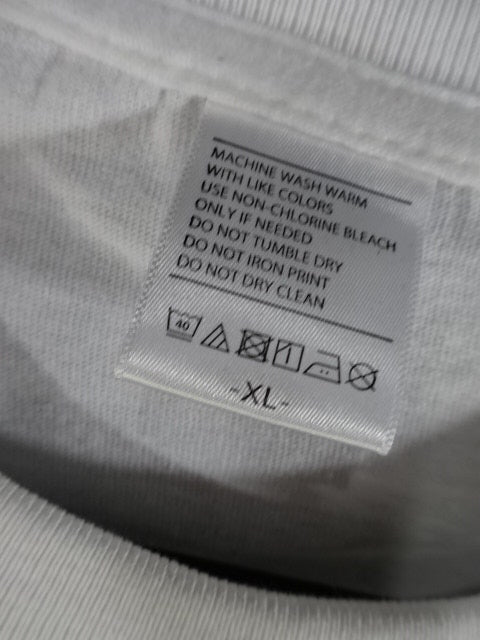 MACHINE WASH WARM
WITH LIKE COLORS
USE NON-CHLORINE BLEACH
ONLY IF NEEDED
DO NOT TUMBLE DRY
DO NOT IRON PRINT
DO NOT DRY CLEAN
40
-XL-